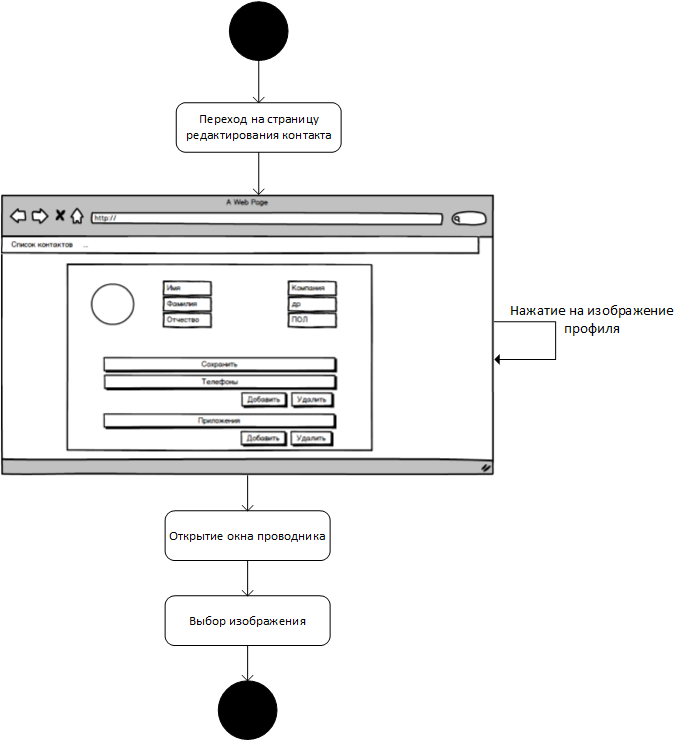 Переход на страницу
редактирования контакта
A Web Page
http://
Список контактов ...
Имя Компания
Фамилия др
Отчество ПОЛ
Нажатие на изображение
профиля
Сохранить
Телефоны
Добавить Удалить
Приложения
Добавить Удалить
Открытие окна проводника
Выбор изображения